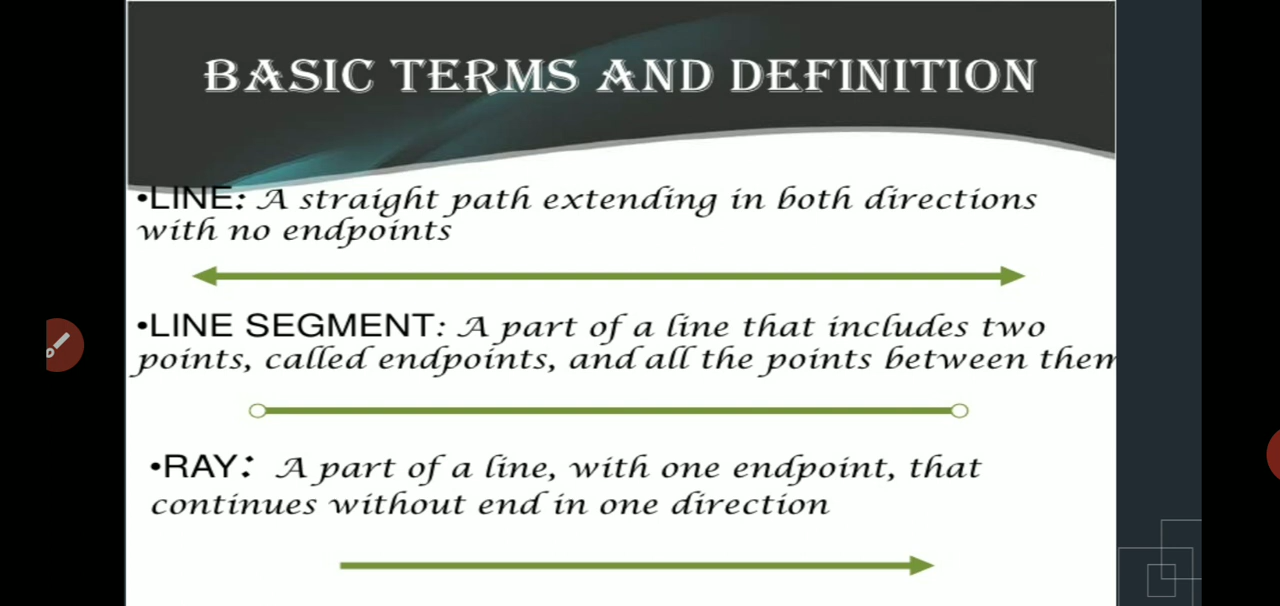 BASIC TERMS AND DEFINITION
•LINE: A straight path extending in both directions
with no endpoints
•LINE SEGMENT: A part of a line that includes two
points, called endpoints, and all the points between them
•RAY: A part of a line, with one endpoint, that
continues without end in one direction